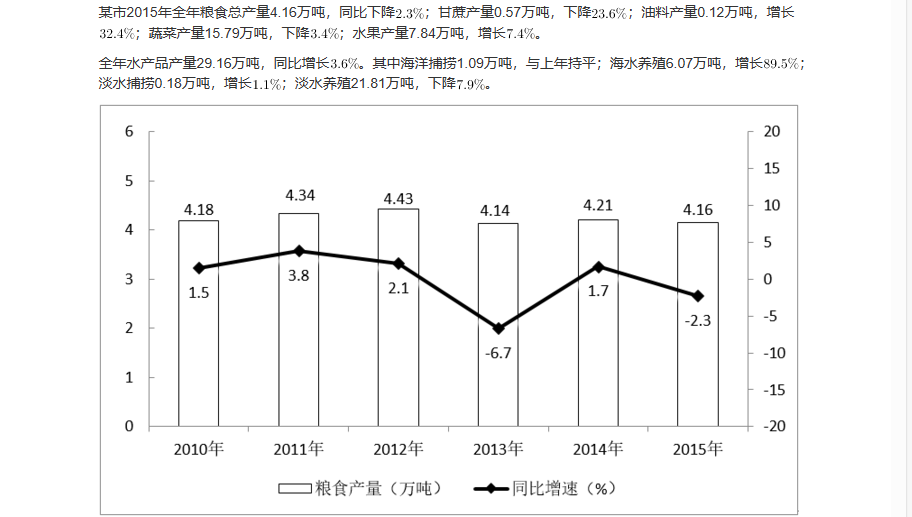 某市2015年全年粮食总产量4.16万吨，同比下降2.3%；甘蔗产量0.57万吨，下降23.6%；油料产量0.12万吨，增长
32.4%；蔬菜产量15.79万吨，下降3.4%；水果产量7.84万吨，增长7.4%。
全年水产品产量29.16万吨，同比增长3.6%。其中海洋捕捞1.09万吨，与上年持平；海水养殖6.07万吨，增长89.5%；
淡水捕捞0.18万吨，增长1.1%；淡水养殖21.81万吨，下降7.9%。
6 20
15
5
4.18 4.34 4.43 4.14 4.21 4.16
10
4
5
3 0
1.5 3.8 2.1 -6.7 1.7 -2.3
-5
2
-10
1
-15
0 -20
2010年 2011年 2012年 2013年 2014年 2015年
粮食产量（万吨） 同比增速（%）